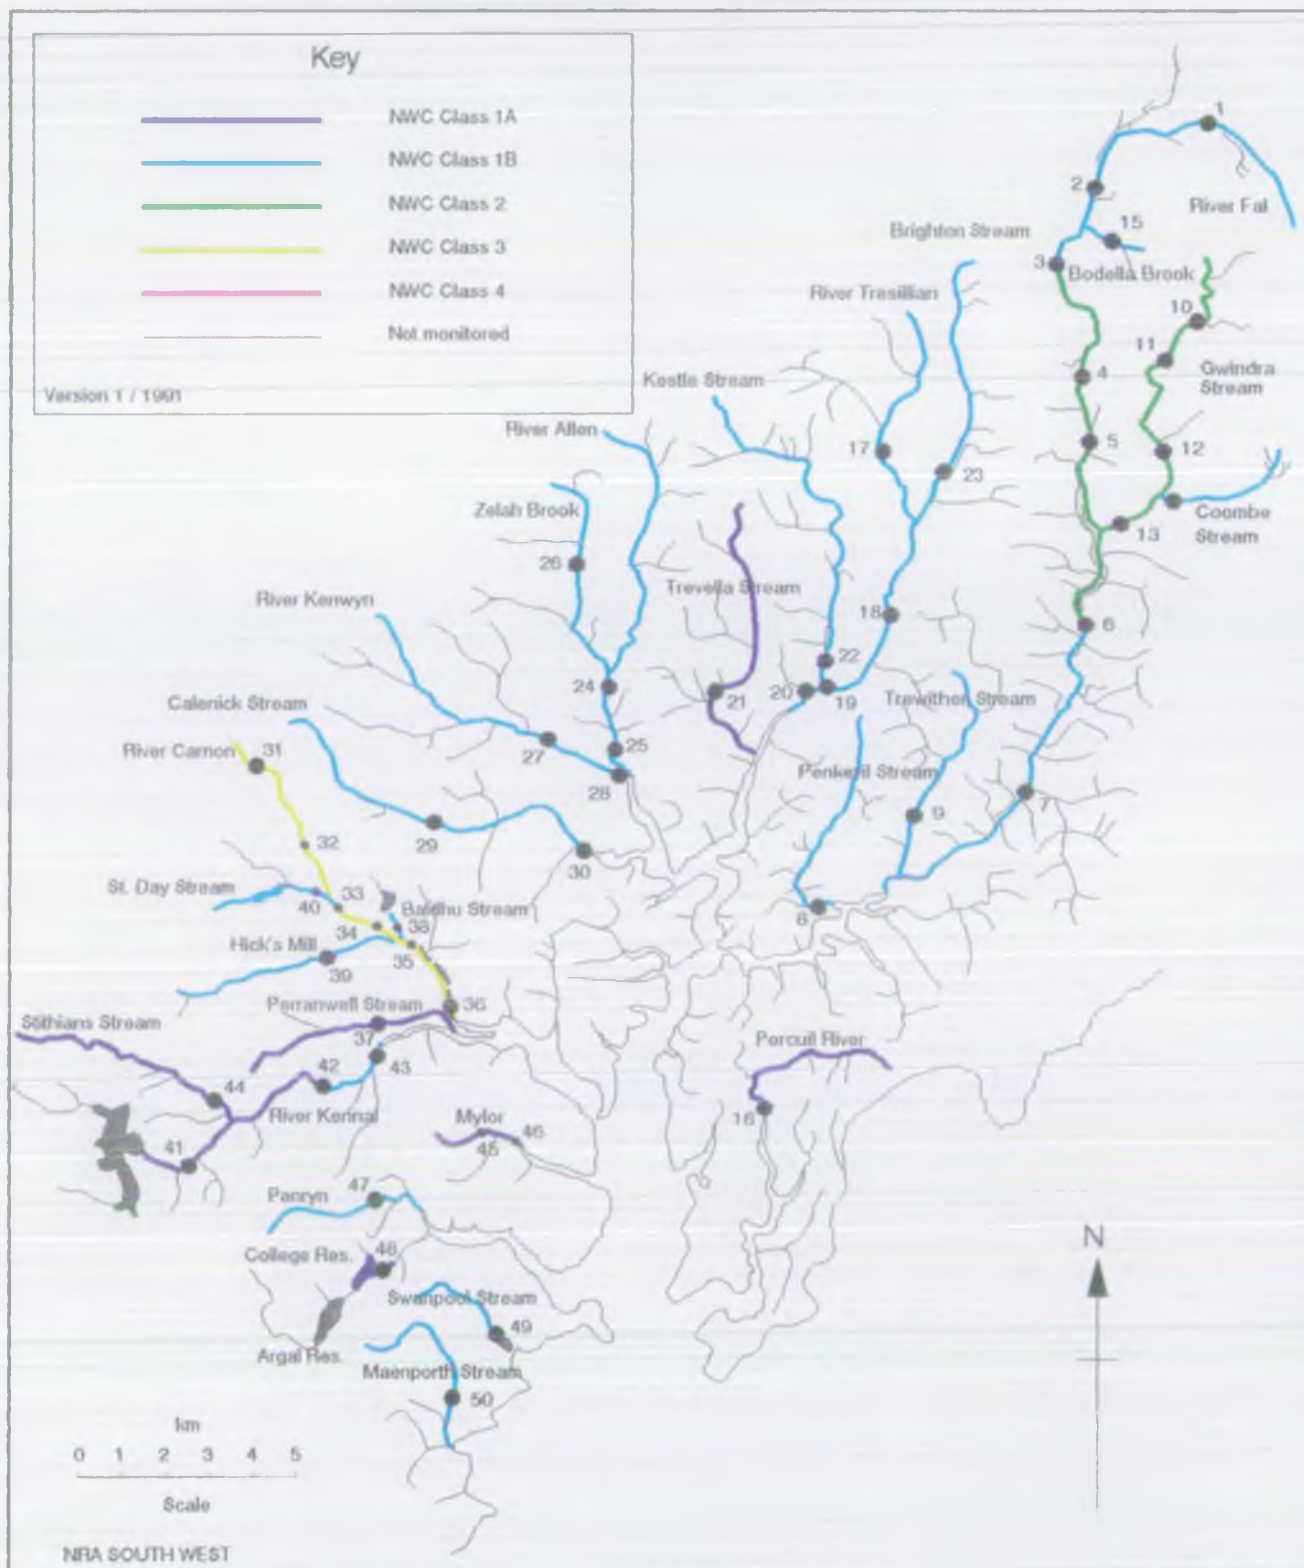 Key
NWC Class 1A
NWC Class 1B
NWC Class 2
NWC Class 3
NWC Class 4
Not monitored
Version 1 / 1991
1
2
River Fal
15
Brighton Stream
3
Bodella Brook
River Tresillian
10
11
4
Gwindra
Stream
Kestle Stream
River Allen
17
5
12
23
Zelah Brook
Coombe
Stream
13
26
Trevella Stream
River Kenwyn
18
6
22
24
20
19
21
Trewithen Stream
Calenick Stream
River Carnon
31
25
27
Penkevil Stream
28
7
9
29
32
30
St. Day Stream
40
33
8
Baldhu Stream
34
38
Hick's Mill
35
39
Perranwell Stream
36
Stithians Stream
37
Percuil River
43
42
44
River Kennal
Mylor
46
16
41
45
Penryn
47
N
College Res.
48
Swanpool Stream
49
Argal Res.
Maenporth Stream
50
km
0 1 2 3 4 5
Scale
NRA SOUTH WEST